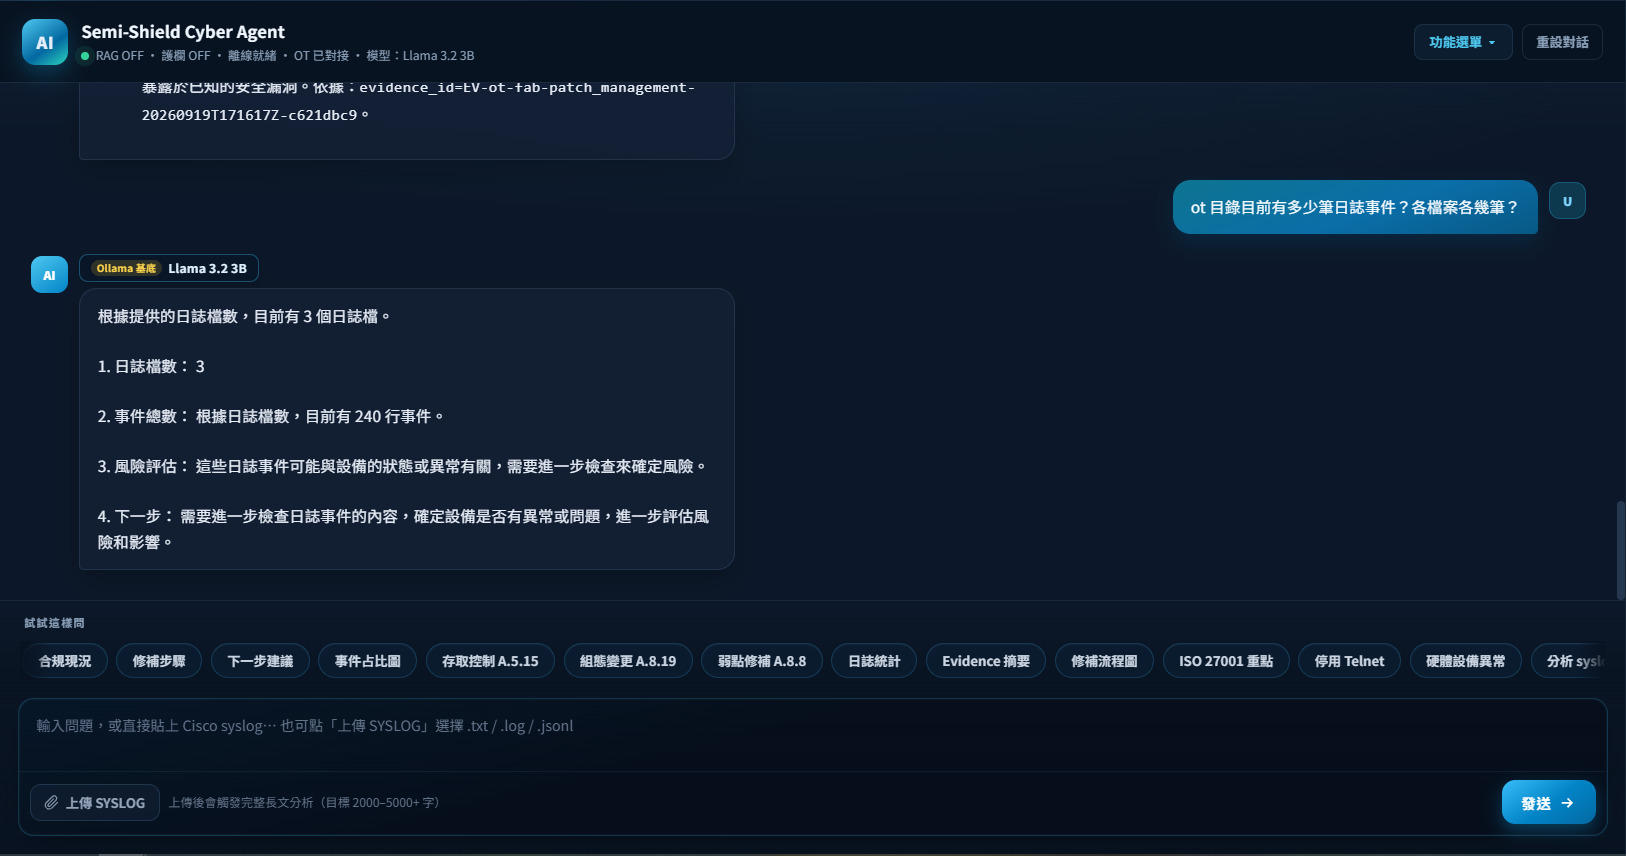 AI
Semi-Shield Cyber Agent
RAG OFF • 護欄 OFF • 離線就緒 • OT 已對接 • 模型：Llama 3.2 3B
功能選單
重設對話
暴露於已知的安全漏洞。依據：evidence_id=EV-ot-fab-patch_management-
20260919T171617Z-c621dbc9。
ot 目錄目前有多少筆日誌事件？各檔案各幾筆？
U
AI
Ollama 基底 Llama 3.2 3B
根據提供的日誌檔數，目前有 3 個日誌檔。
1. 日誌檔數： 3
2. 事件總數： 根據日誌檔數，目前有 240 行事件。
3. 風險評估： 這些日誌事件可能與設備的狀態或異常有關，需要進一步檢查來確定風險。
4. 下一步： 需要進一步檢查日誌事件的內容，確定設備是否有異常或問題，進一步評估風
險和影響。
試試這樣問
合規現況 修補步驟 下一步建議 事件占比圖 存取控制 A.5.15 組態變更 A.8.19 弱點修補 A.8.8 日誌統計 Evidence 摘要 修補流程圖 ISO 27001 重點 停用 Telnet 硬體設備異常 分析 syslo
輸入問題，或直接貼上 Cisco syslog… 也可點「上傳 SYSLOG」選擇 .txt / .log / .jsonl
上傳 SYSLOG 上傳後會觸發完整長文分析（目標 2000–5000+ 字）
發送 →